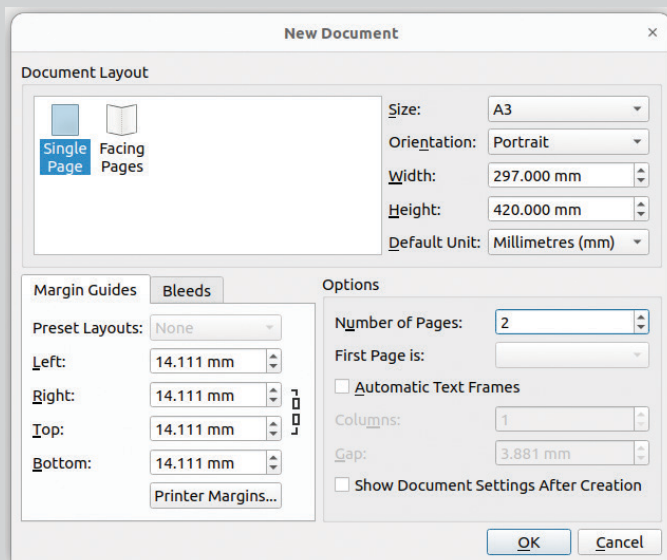 New Document
Document Layout
Single
Page
Facing
Pages
Size: A3
Orientation: Portrait
Width: 297.000 mm
Height: 420.000 mm
Default Unit: Millimetres (mm)
Margin Guides Bleeds
Preset Layouts: None
Left: 14.111 mm
Right: 14.111 mm
Top: 14.111 mm
Bottom: 14.111 mm
Printer Margins...
Options
Number of Pages: 2
First Page is:
Automatic Text Frames
Columns: 1
Gap: 3.881 mm
Show Document Settings After Creation
OK Cancel